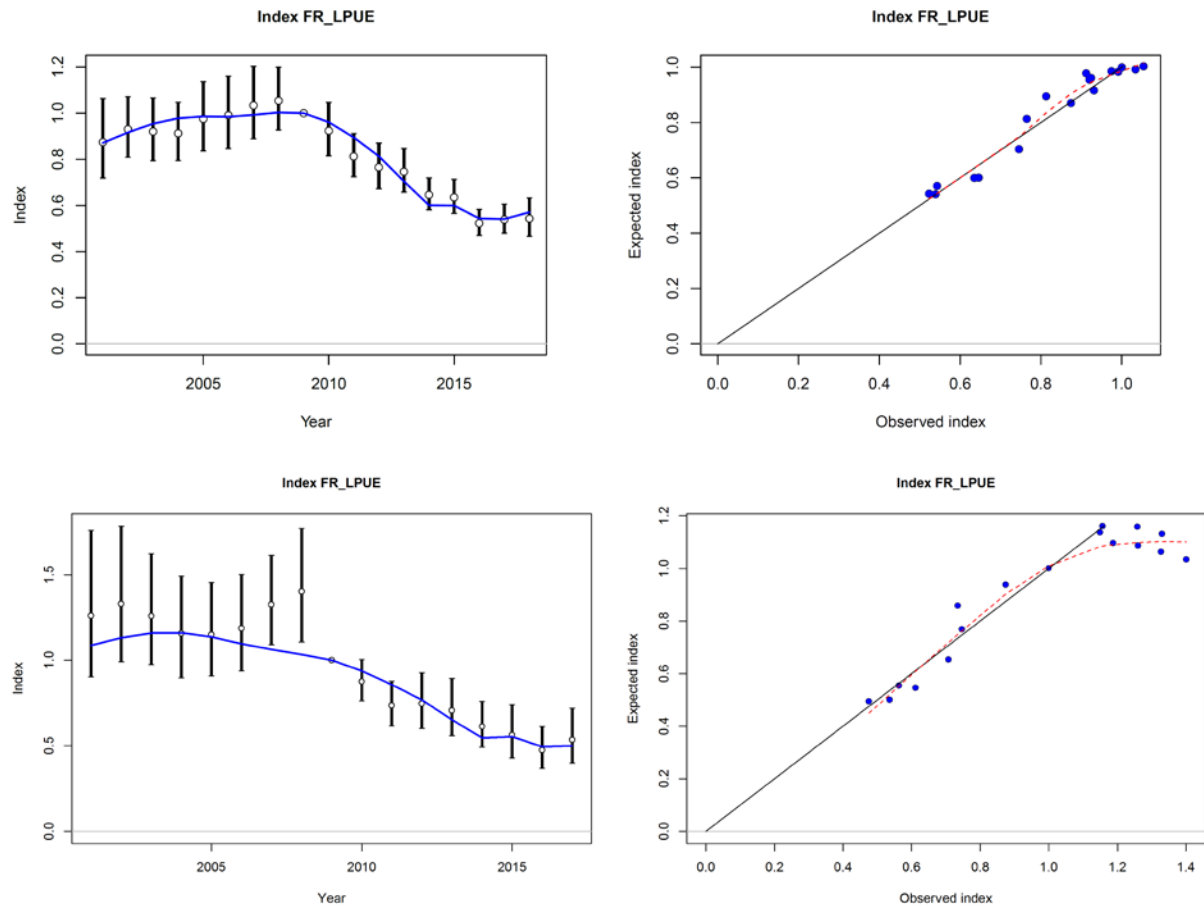 Index FR_LPUE
Index
0.0 0.2 0.4 0.6 0.8 1.0 1.2
2005 2010 2015
Year
Index FR_LPUE
Expected index
0.0 0.2 0.4 0.6 0.8 1.0
0.0 0.2 0.4 0.6 0.8 1.0
Observed index
Index FR_LPUE
Index
0.0 0.5 1.0 1.5
2005 2010 2015
Year
Index FR_LPUE
Expected index
0.0 0.2 0.4 0.6 0.8 1.0 1.2
0.0 0.2 0.4 0.6 0.8 1.0 1.2 1.4
Observed index